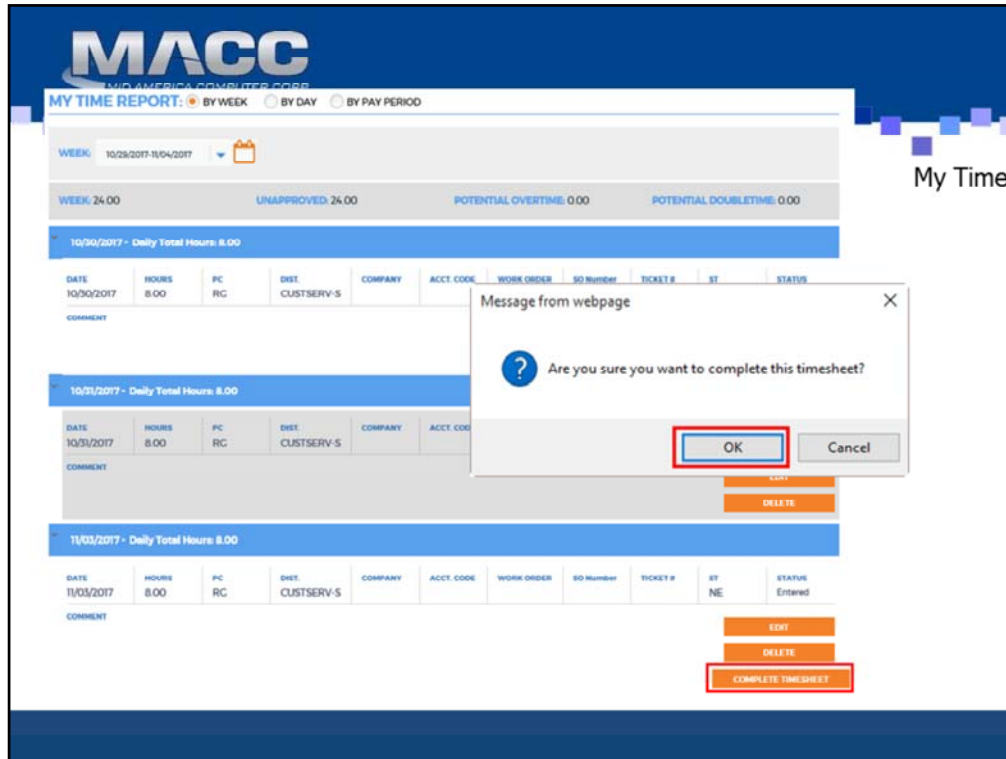 MACC
MID AMERICA COMPUTER CORP
MY TIME REPORT: BY WEEK BY DAY BY PAY PERIOD
My Time
WEEK: 10/29/2017-11/04/2017
WEEK: 24.00 UNAPPROVED: 24.00 POTENTIAL OVERTIME: 0.00 POTENTIAL DOUBLETIME: 0.00
10/30/2017 - Daily Total Hours: 8.00
DATE HOURS PC DIST. COMPANY ACCT. CODE WORK ORDER SO Number TICKET # ST STATUS
10/30/2017 8.00 RG CUSTSERV-S
COMMENT
Message from webpage
Are you sure you want to complete this timesheet?
OK Cancel
10/31/2017 - Daily Total Hours: 8.00
DATE HOURS PC DIST. COMPANY ACCT. COD
10/31/2017 8.00 RG CUSTSERV-S
COMMENT
EDIT
DELETE
11/03/2017 - Daily Total Hours: 8.00
DATE HOURS PC DIST. COMPANY ACCT. CODE WORK ORDER SO Number TICKET # ST STATUS
11/03/2017 8.00 RG CUSTSERV-S NE Entered
COMMENT
EDIT
DELETE
COMPLETE TIMESHEET